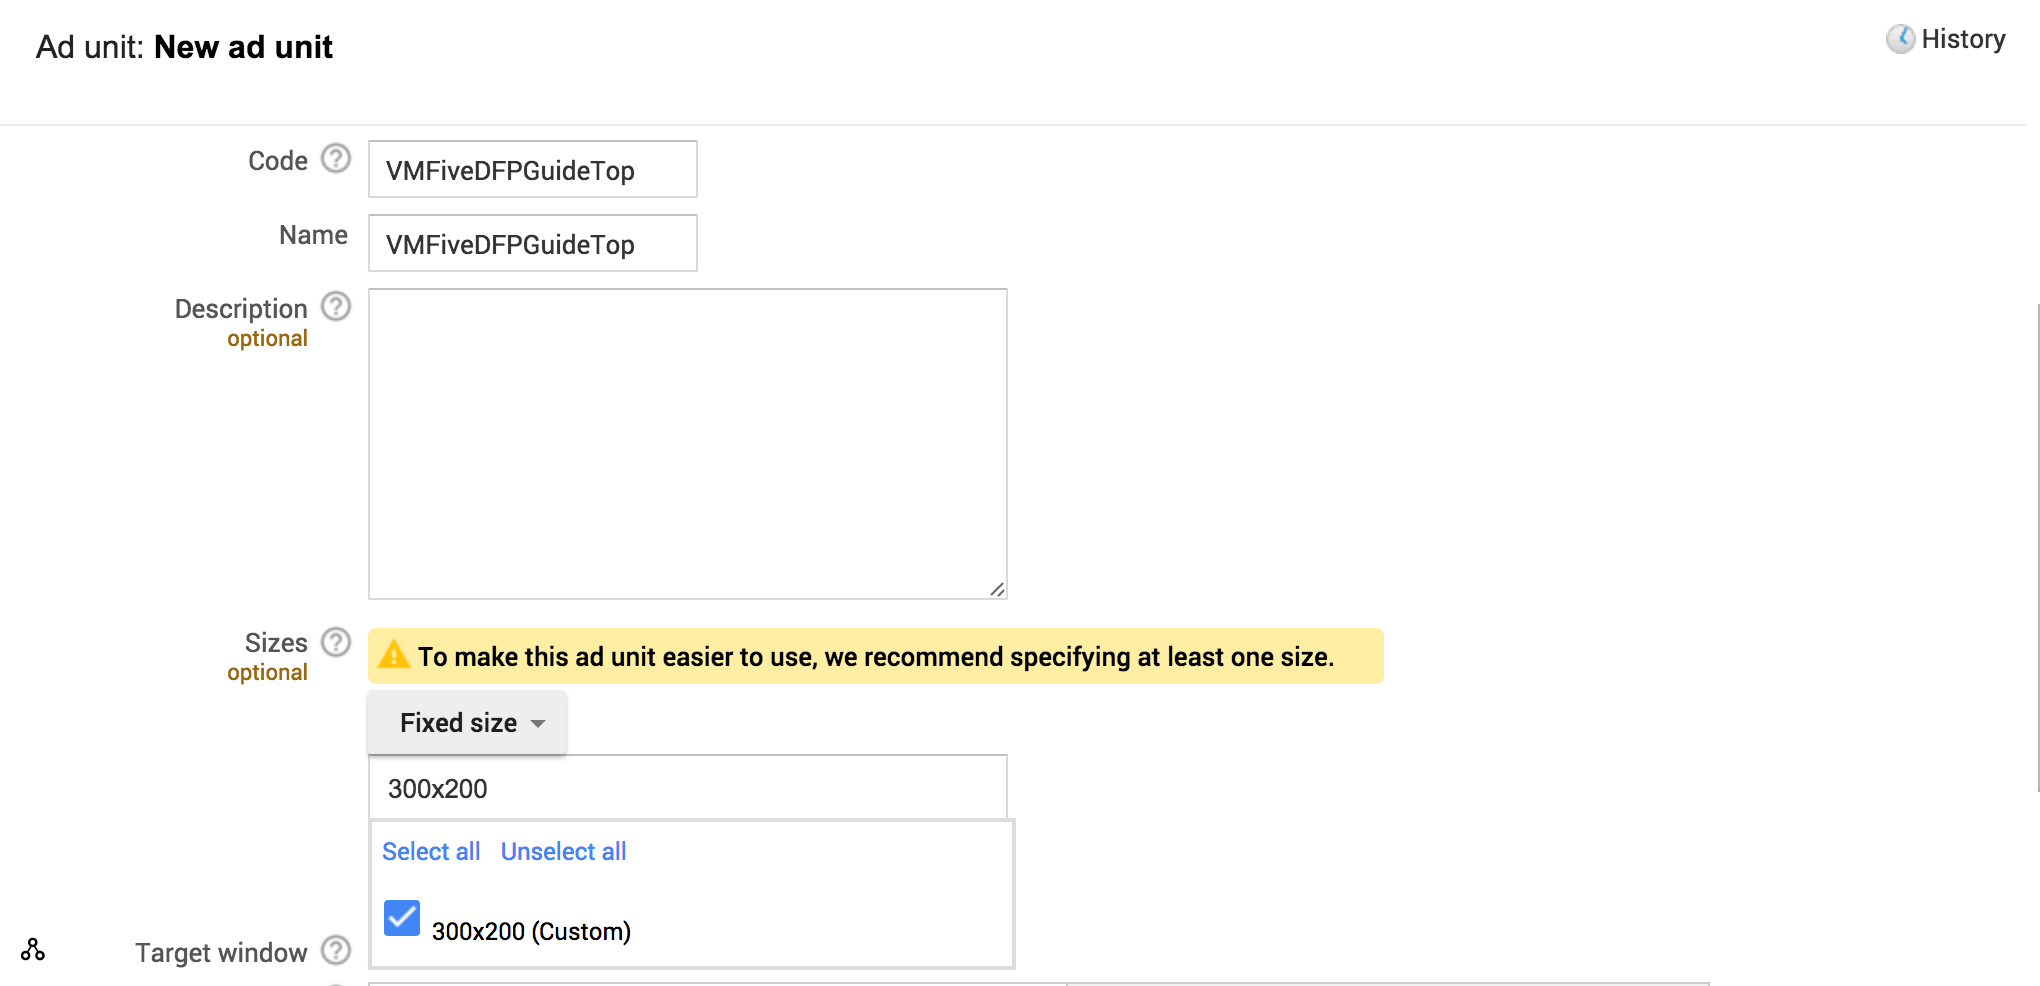 Ad unit: New ad unit
History
Code
VMFiveDFPGuideTop
Name
VMFiveDFPGuideTop
Description
optional
Sizes
optional
To make this ad unit easier to use, we recommend specifying at least one size.
Fixed size
300x200
Select all Unselect all
300x200 (Custom)
Target window